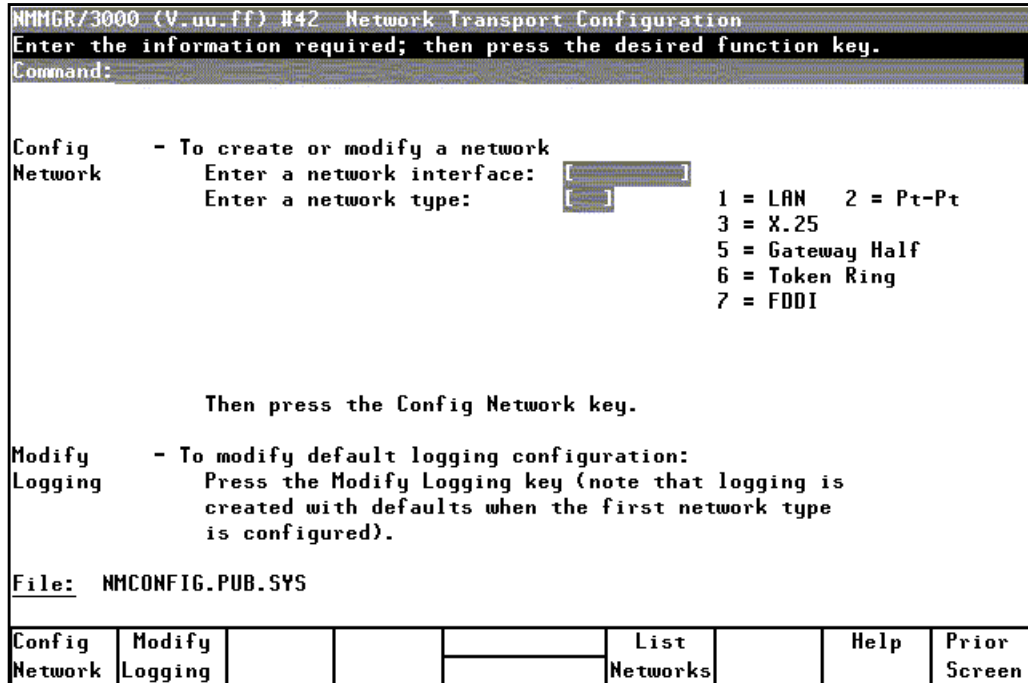 NMMGR/3000 (V.uu.ff) #42  Network Transport Configuration
Enter the information required; then press the desired function key.
Command:
Config      - To create or modify a network
Network         Enter a network interface:  [          ]
Enter a network type:       [  ]        1 = LAN   2 = Pt-Pt
3 = X.25
5 = Gateway Half
6 = Token Ring
7 = FDDI
Then press the Config Network key.
Modify      - To modify default logging configuration:
Logging         Press the Modify Logging key (note that logging is
created with defaults when the first network type
is configured).
File:  NMCONFIG.PUB.SYS
Config Modify List Help Prior
Network Logging Networks Screen